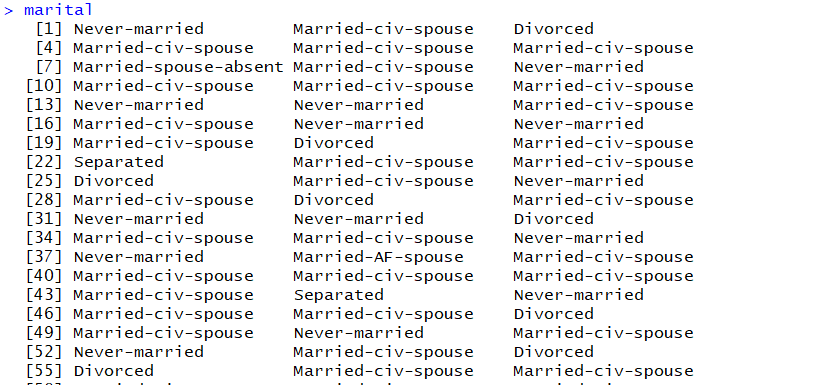 > marital
[1] Never-married Married-civ-spouse Divorced
[4] Married-civ-spouse Married-civ-spouse Married-civ-spouse
[7] Married-spouse-absent Married-civ-spouse Never-married
[10] Married-civ-spouse Married-civ-spouse Married-civ-spouse
[13] Never-married Never-married Married-civ-spouse
[16] Married-civ-spouse Never-married Never-married
[19] Married-civ-spouse Divorced Married-civ-spouse
[22] Separated Married-civ-spouse Married-civ-spouse
[25] Divorced Married-civ-spouse Never-married
[28] Married-civ-spouse Divorced Married-civ-spouse
[31] Never-married Never-married Divorced
[34] Married-civ-spouse Married-civ-spouse Never-married
[37] Never-married Married-AF-spouse Married-civ-spouse
[40] Married-civ-spouse Married-civ-spouse Married-civ-spouse
[43] Married-civ-spouse Separated Never-married
[46] Married-civ-spouse Married-civ-spouse Divorced
[49] Married-civ-spouse Never-married Married-civ-spouse
[52] Never-married Married-civ-spouse Divorced
[55] Divorced Married-civ-spouse Married-civ-spouse